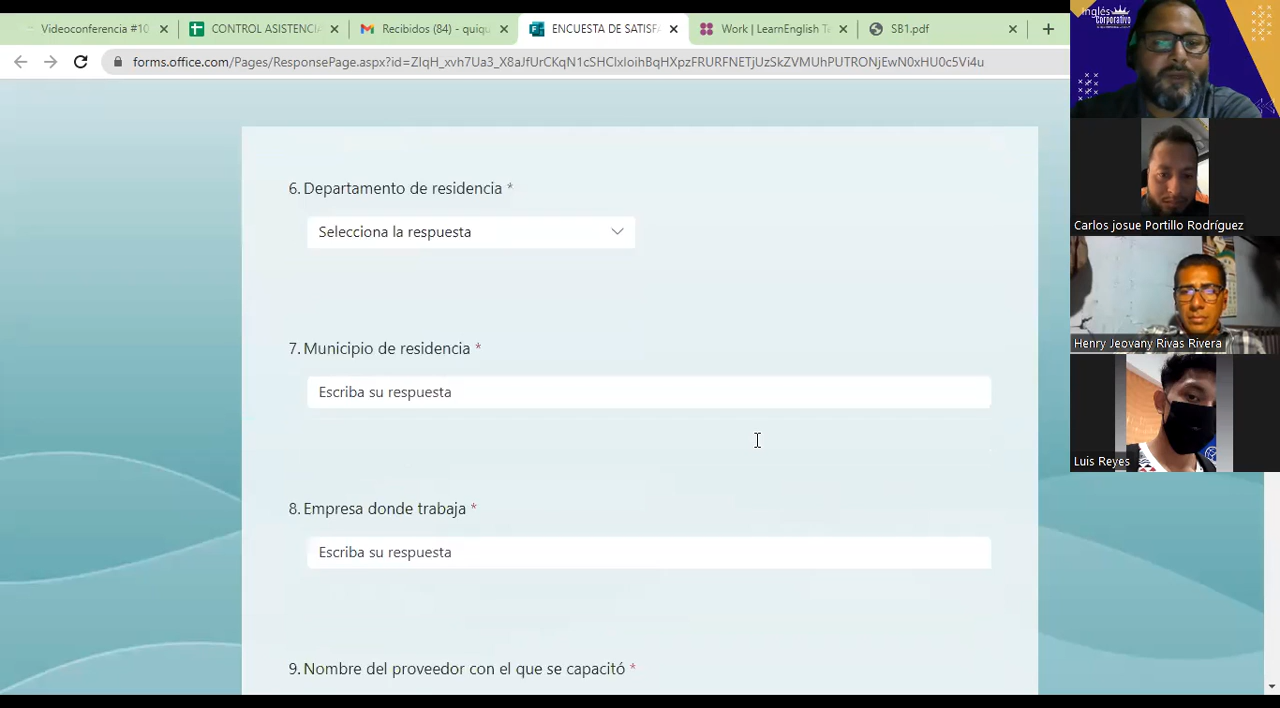 Videoconferencia #10
CONTROL ASISTENCIA
Recibidos (84) - quiqu
ENCUESTA DE SATISF
Work | LearnEnglish Te
SB1.pdf
forms.office.com/Pages/ResponsePage.aspx?id=ZIqH_xvh7Ua3_X8aJfUrCKqN1cSHClxIoihBqHXpzFRURFNETjUzSkZVMUhPUTRONjEwN0xHU0c5Vi4u
6. Departamento de residencia *
Selecciona la respuesta
7. Municipio de residencia *
Escriba su respuesta
8. Empresa donde trabaja *
Escriba su respuesta
9. Nombre del proveedor con el que se capacitó *
Inglés
Corporativo
Carlos josue Portillo Rodríguez
Henry Jeovany Rivas Rivera
Luis Reyes